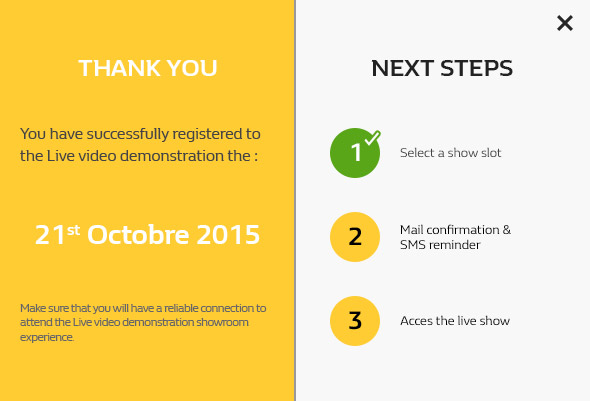 THANK YOU
You have successfully registered to
the Live video demonstration the :
21st Octobre 2015
Make sure that you will have a reliable connection to
attend the Live video demonstration showroom
experience.
NEXT STEPS
1
Select a show slot
2
Mail confirmation &
SMS reminder
3
Acces the live show